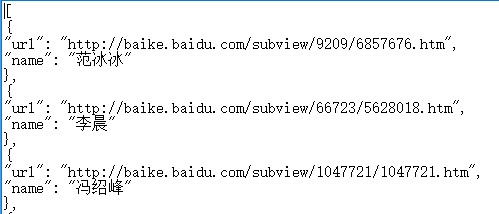 [
{
"url": "http://baike.baidu.com/subview/9209/6857676.htm",
"name": "范冰冰"
},
{
"url": "http://baike.baidu.com/subview/66723/5628018.htm",
"name": "李晨"
},
{
"url": "http://baike.baidu.com/subview/1047721/1047721.htm",
"name": "冯绍峰"
},